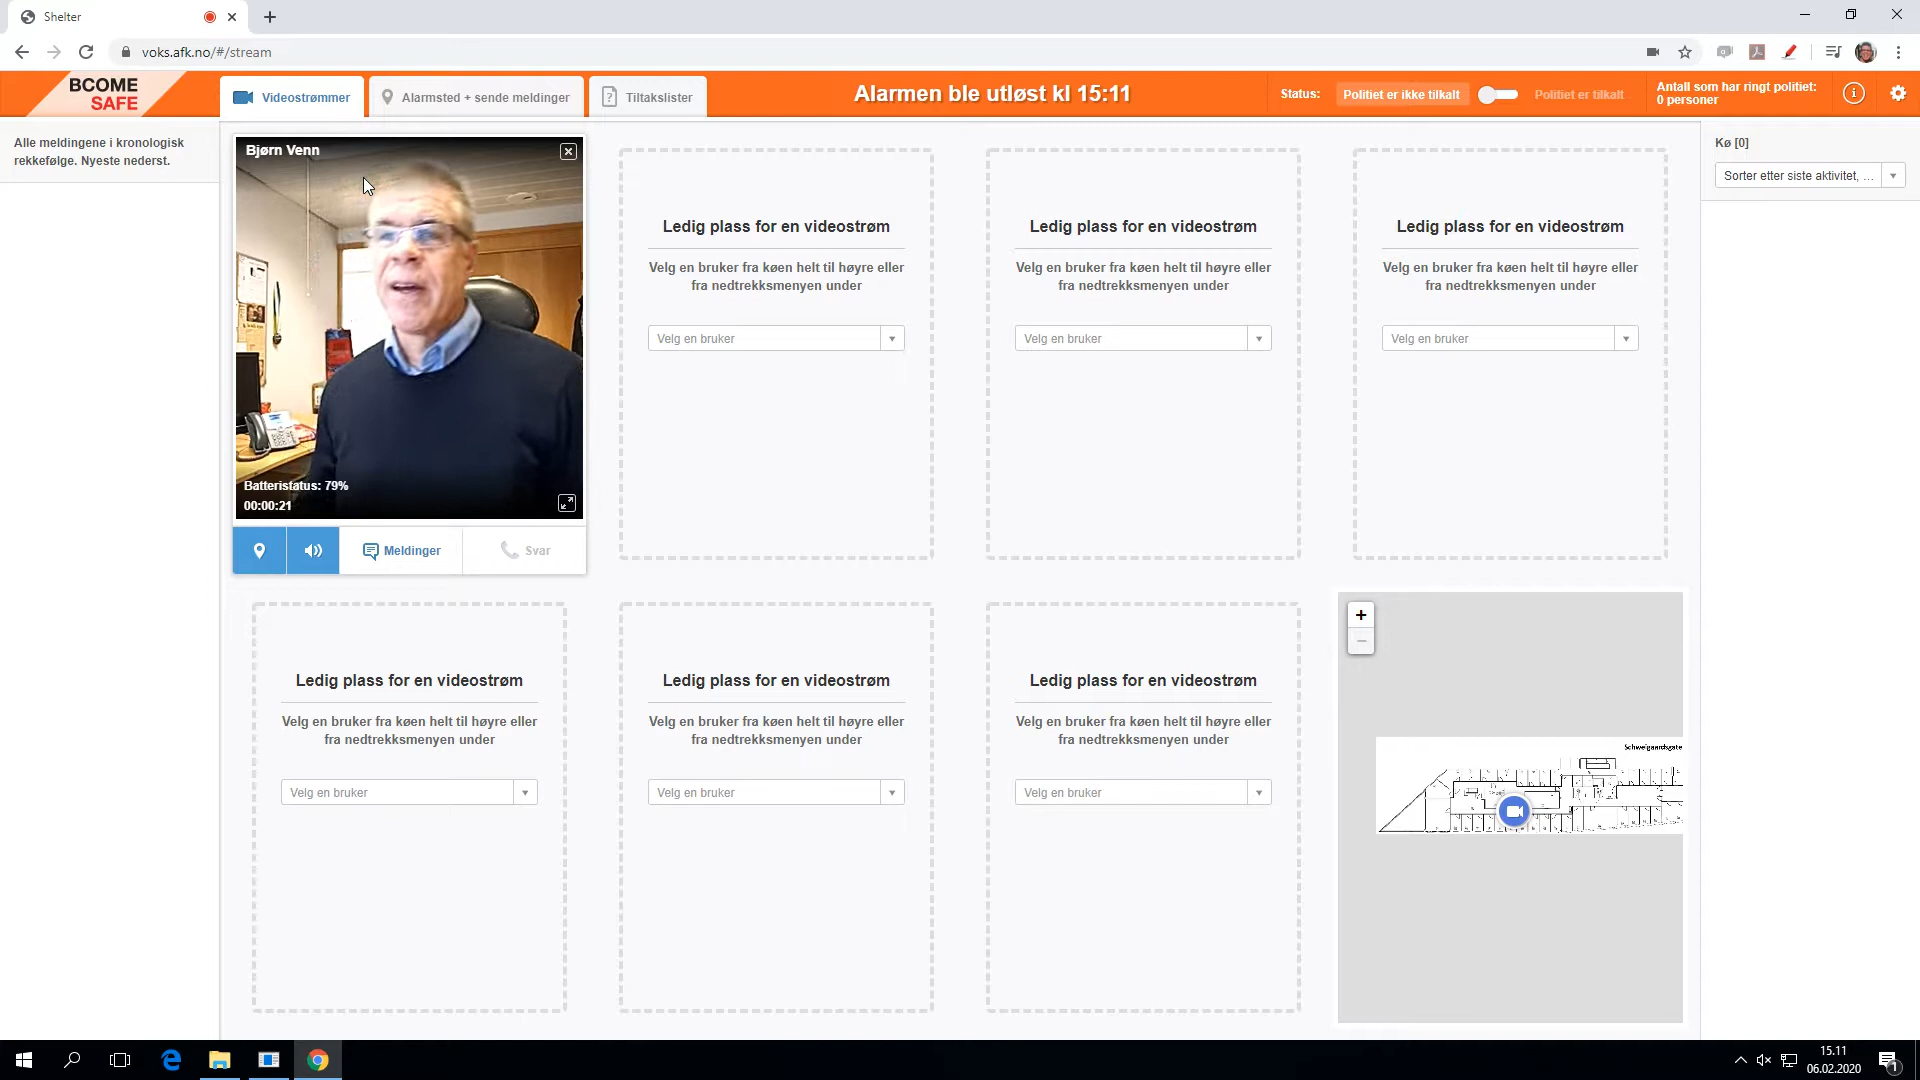 Shelter
voks.afk.no/#/stream
BCOME
SAFE
Videostrømmer
Alarmsted + sende meldinger
Tiltakslister
Alarmen ble utløst kl 15:11
Status:
Politiet er ikke tilkalt
Politiet er tilkalt
Antall som har ringt politiet:
0 personer
Alle meldingene i kronologisk
rekkefølge. Nyeste nederst.
Bjørn Venn
Batteristatus: 79%
00:00:21
Meldinger
Svar
Ledig plass for en videostrøm
Velg en bruker fra køen helt til høyre eller
fra nedtrekksmenyen under
Velg en bruker
Ledig plass for en videostrøm
Velg en bruker fra køen helt til høyre eller
fra nedtrekksmenyen under
Velg en bruker
Ledig plass for en videostrøm
Velg en bruker fra køen helt til høyre eller
fra nedtrekksmenyen under
Velg en bruker
Kø [0]
Sorter etter siste aktivitet, ...
Ledig plass for en videostrøm
Velg en bruker fra køen helt til høyre eller
fra nedtrekksmenyen under
Velg en bruker
Ledig plass for en videostrøm
Velg en bruker fra køen helt til høyre eller
fra nedtrekksmenyen under
Velg en bruker
Ledig plass for en videostrøm
Velg en bruker fra køen helt til høyre eller
fra nedtrekksmenyen under
Velg en bruker
+
−
Schweigaardsgate
15.11
06.02.2020
1